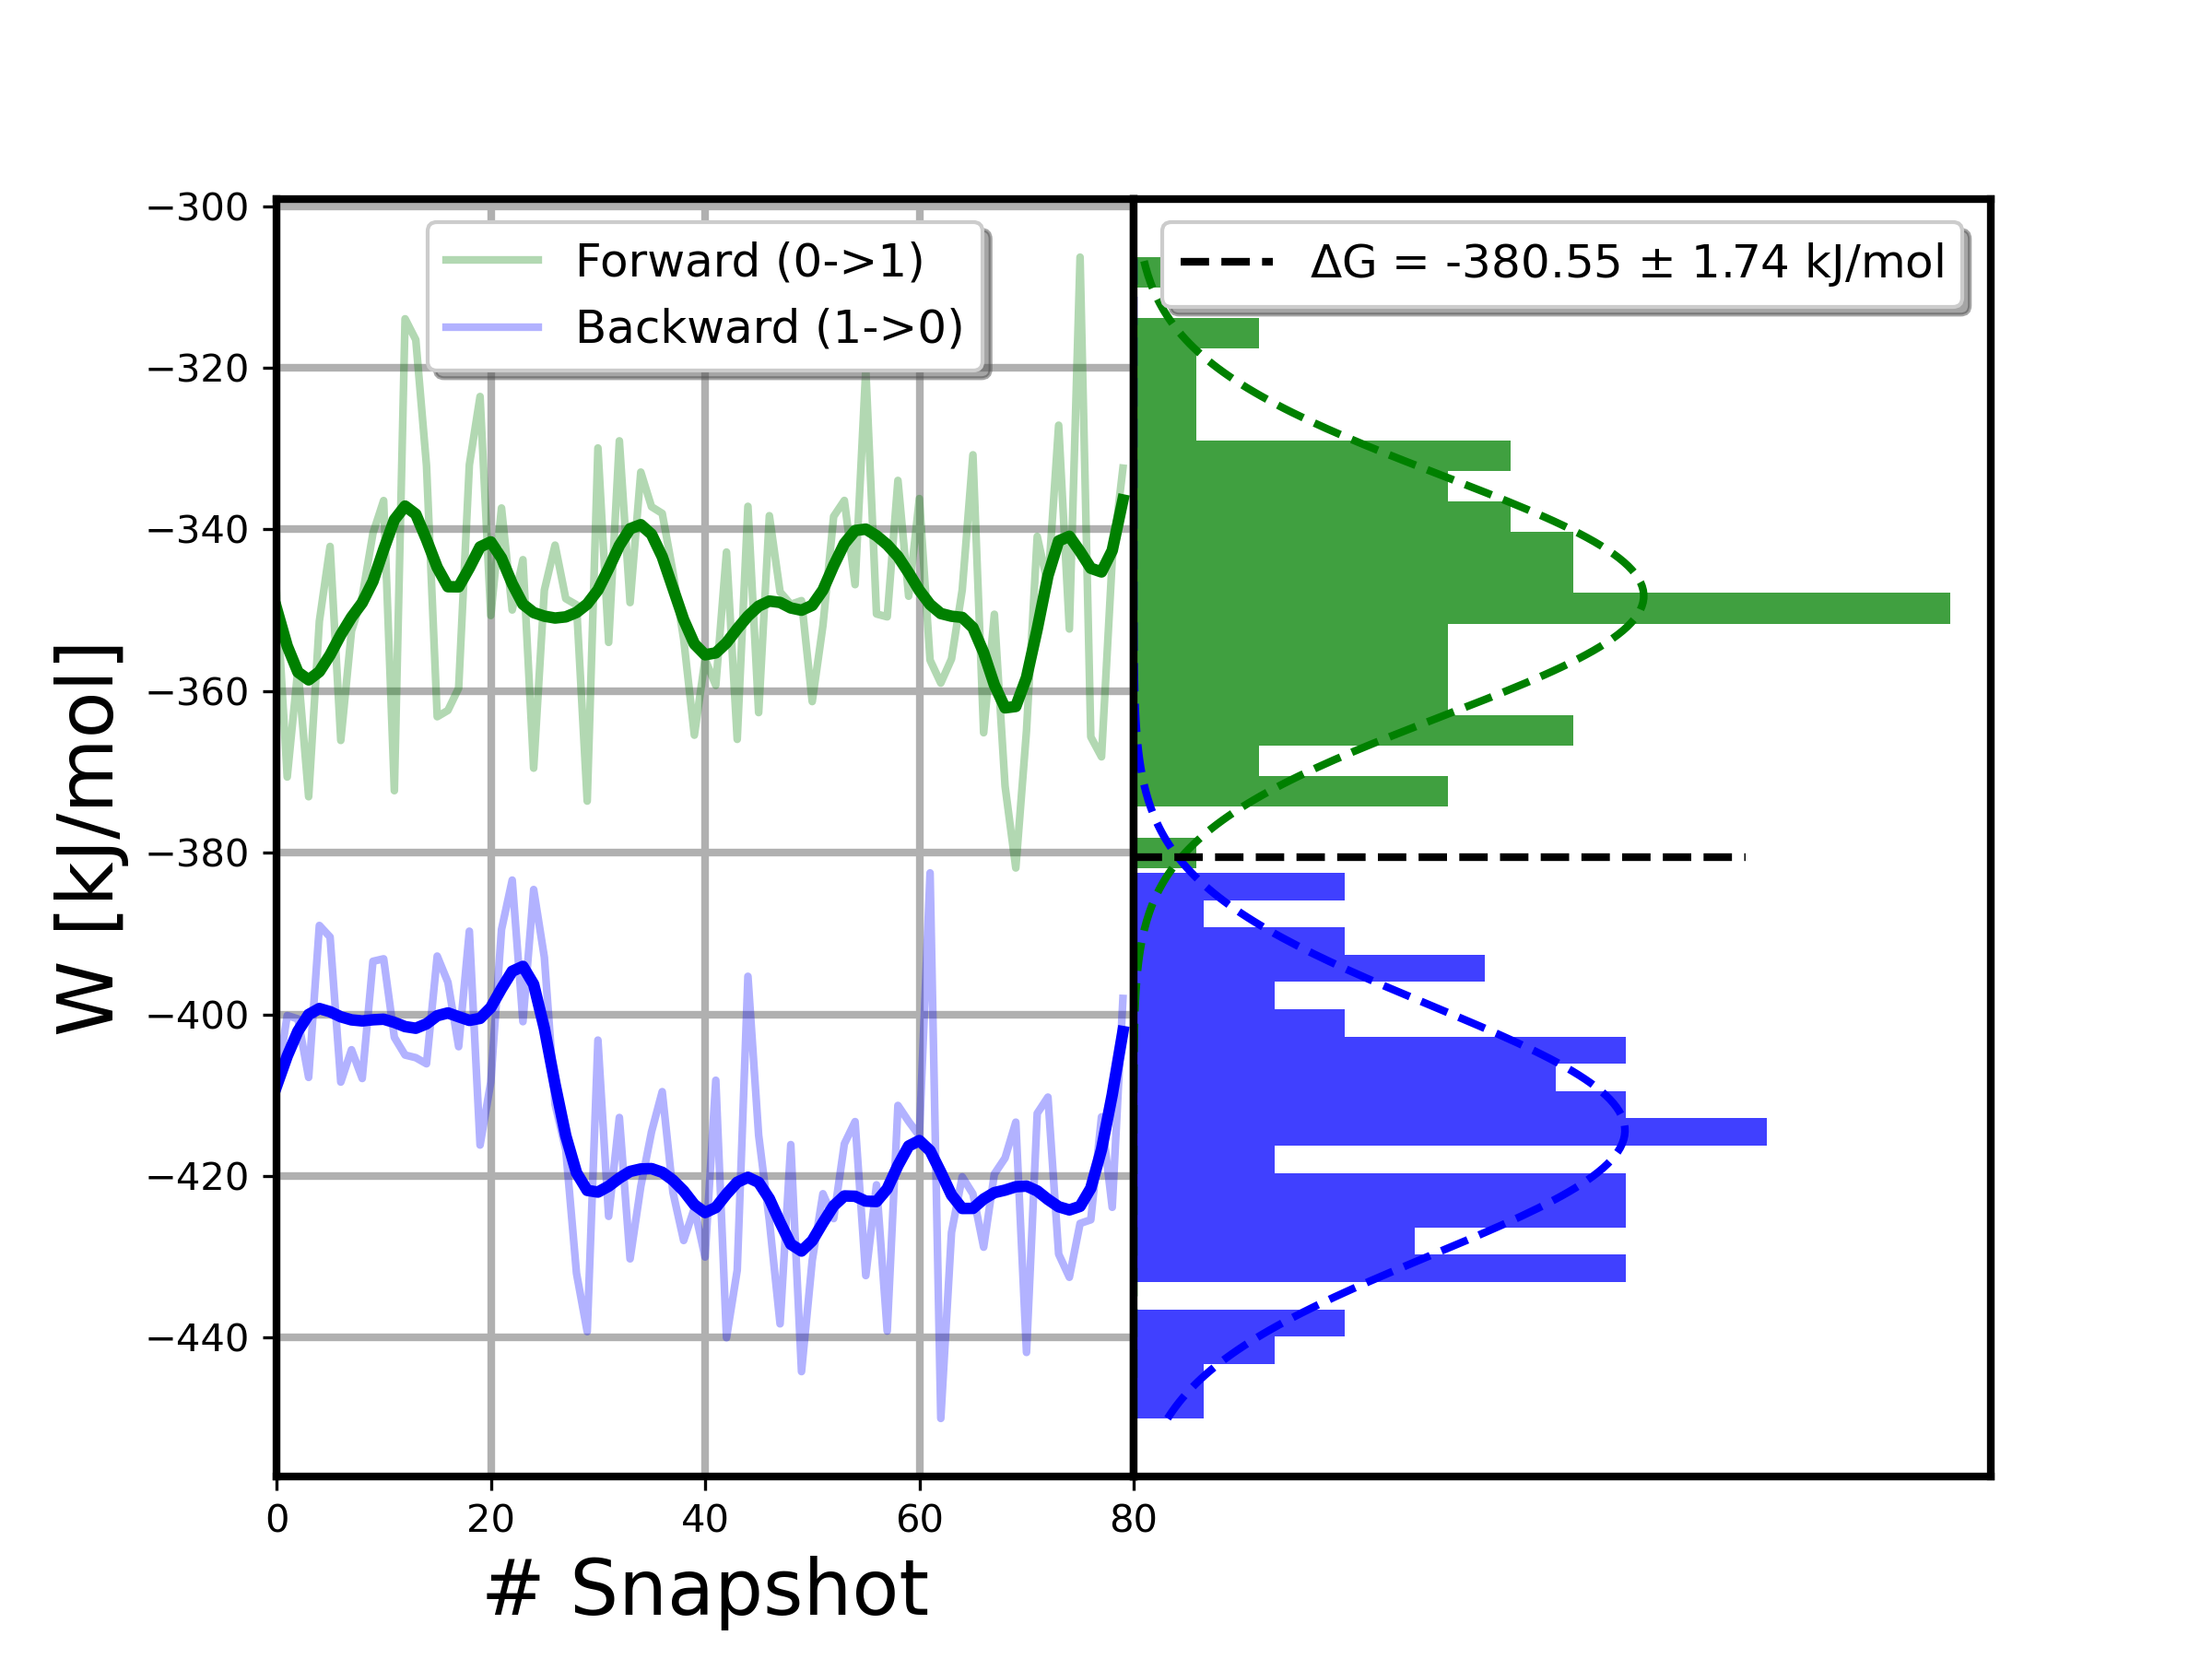 Forward (0->1)
Backward (1->0)
ΔG = -380.55 ± 1.74 kJ/mol
W [kJ/mol]
−300
−320
−340
−360
−380
−400
−420
−440
0 20 40 60 80
# Snapshot